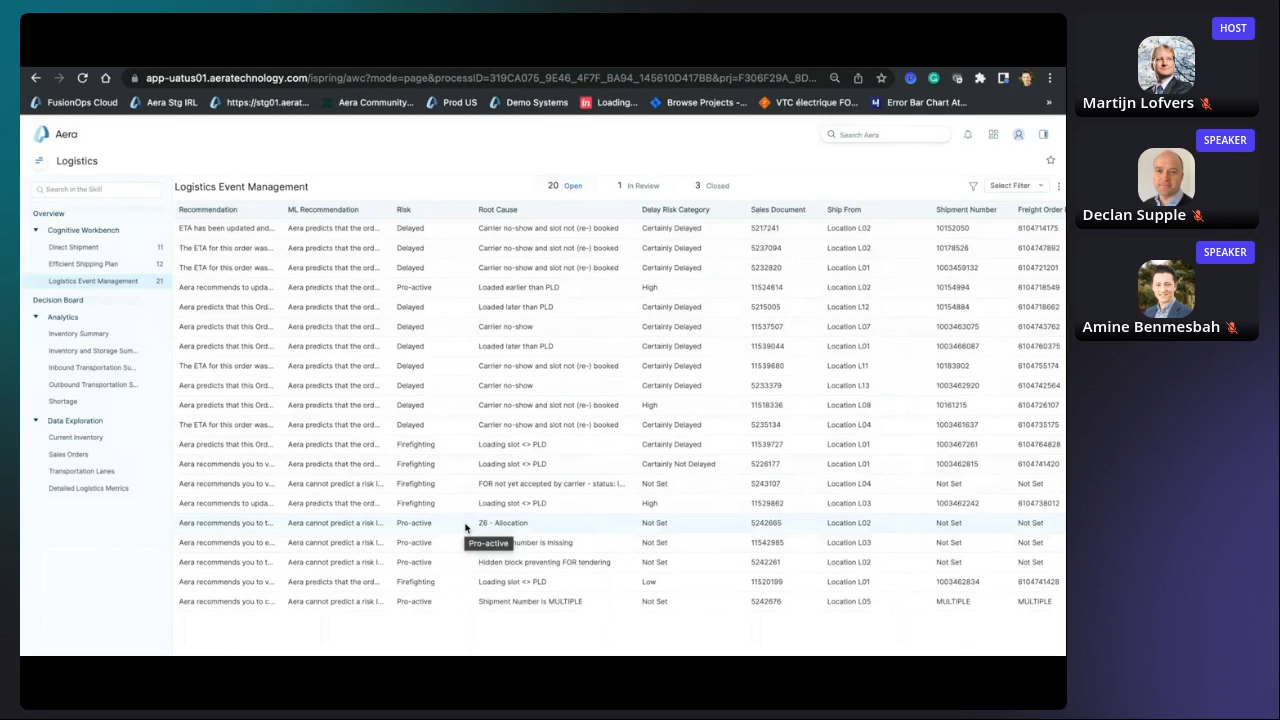 app-uatus01.aeratechnology.com/ispring/awc?mode=page&processID=319CA075_9E46_4F7F_BA94_145610D417BB&prj=F306F29A_8D...
FusionOps Cloud Aera Stg IRL https://stg01.aerat... Aera Community... Prod US Demo Systems Loading... Browse Projects -... VTC électrique FO... Error Bar Chart At... »
Aera Search Aera
Logistics
Search in the Skill
Overview
Cognitive Workbench
Direct Shipment 11
Efficient Shipping Plan 12
Logistics Event Management 21
Decision Board
Analytics
Inventory Summary
Inventory and Storage Sum...
Inbound Transportation Su...
Outbound Transportation S...
Shortage
Data Exploration
Current Inventory
Sales Orders
Transportation Lanes
Detailed Logistics Metrics
Logistics Event Management 20 Open 1 In Review 3 Closed Select Filter
Recommendation ML Recommendation Risk Root Cause Delay Risk Category Sales Document Ship From Shipment Number Freight Order
ETA has been updated and... Aera predicts that the ord... Delayed Carrier no-show and slot not (re-) booked Certainly Delayed 5217241 Location L02 10152050 6104714175
The ETA for this order was... Aera predicts that the ord... Delayed Carrier no-show and slot not (re-) booked Certainly Delayed 5237094 Location L02 10178526 6104747892
The ETA for this order was... Aera predicts that the ord... Delayed Carrier no-show and slot not (re-) booked Certainly Delayed 5232820 Location L01 1003459132 6104721201
Aera recommends to upda... Aera predicts that the ord... Pro-active Loaded earlier than PLD High 11524614 Location L02 10154994 6104718549
Aera predicts that this Ord... Aera predicts that the ord... Delayed Loaded later than PLD Certainly Delayed 5215005 Location L12 10154884 6104718662
Aera predicts that this Ord... Aera predicts that the ord... Delayed Carrier no-show Certainly Delayed 11537507 Location L07 1003463075 6104743762
Aera predicts that this Ord... Aera predicts that the ord... Delayed Loaded later than PLD Certainly Delayed 11539044 Location L01 1003466087 6104760375
The ETA for this order was... Aera predicts that the ord... Delayed Carrier no-show and slot not (re-) booked Certainly Delayed 11539680 Location L11 10183902 6104755174
Aera predicts that this Ord... Aera predicts that the ord... Delayed Carrier no-show Certainly Delayed 5233379 Location L13 1003462920 6104742564
Aera predicts that this Ord... Aera predicts that the ord... Delayed Carrier no-show and slot not (re-) booked High 11518336 Location L08 10161215 6104726107
The ETA for this order was... Aera predicts that the ord... Delayed Carrier no-show and slot not (re-) booked Certainly Delayed 5235134 Location L04 1003461637 6104735175
Aera predicts that this Ord... Aera predicts that the ord... Firefighting Loading slot <> PLD Certainly Delayed 11539727 Location L01 1003467261 6104764828
Aera recommends you to v... Aera predicts that the ord... Firefighting Loading slot <> PLD Certainly Not Delayed 5226177 Location L01 1003462815 6104741420
Aera recommends you to v... Aera cannot predict a risk l... Firefighting FOR not yet accepted by carrier - status: l... Not Set 5243107 Location L04 Not Set Not Set
Aera recommends to upda... Aera predicts that the ord... Firefighting Loading slot <> PLD High 11529862 Location L03 1003462242 6104738012
Aera recommends you to t... Aera cannot predict a risk l... Pro-active Z6 - Allocation Not Set 5242665 Location L02 Not Set Not Set
Aera recommends you to e... Aera cannot predict a risk l... Pro-active number is missing Not Set 11542985 Location L03 Not Set Not Set
Pro-active
Aera recommends you to v... Aera cannot predict a risk l... Pro-active Hidden block preventing FOR tendering Not Set 5242261 Location L02 Not Set Not Set
Aera recommends you to v... Aera predicts that the ord... Firefighting Loading slot <> PLD Low 11520199 Location L01 1003462834 6104741428
Aera recommends you to c... Aera cannot predict a risk l... Pro-active Shipment Number is MULTIPLE Not Set 5242676 Location L05 MULTIPLE MULTIPLE
HOST
Martijn Lofvers
SPEAKER
Declan Supple
SPEAKER
Amine Benmesbah